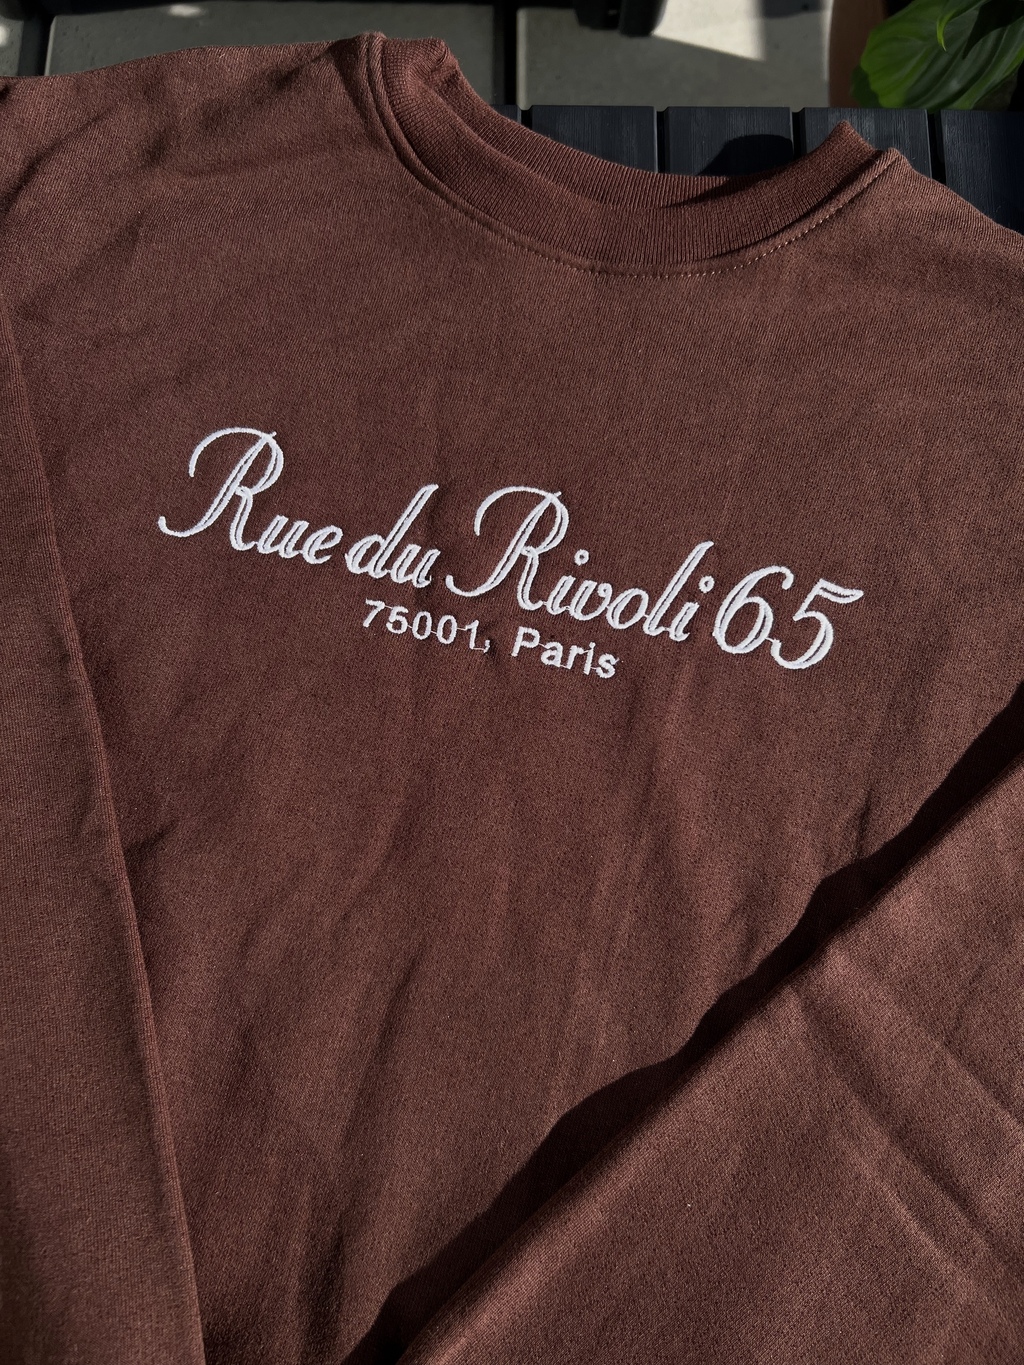 Rue du Rivoli 65
75001, Paris